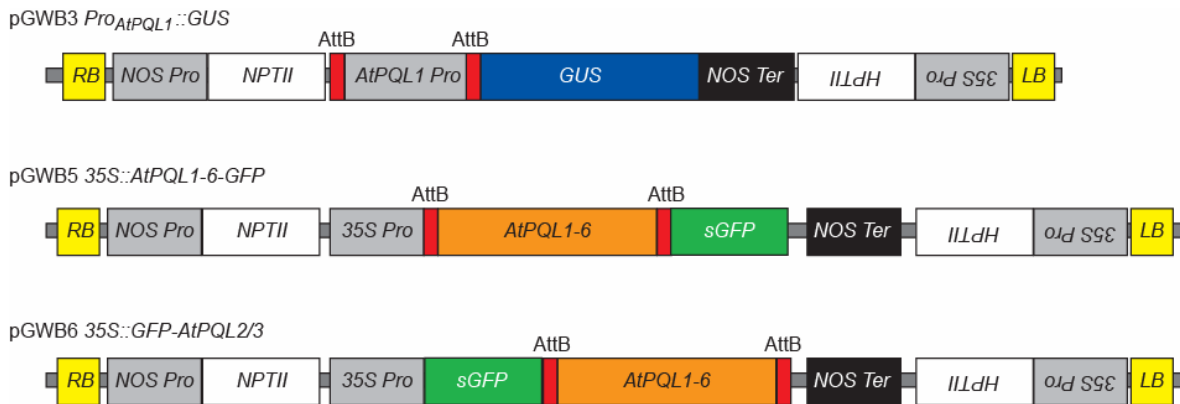 pGWB3 ProAtPQL1::GUS
AttB AttB
RB NOS Pro NPTII AtPQL1 Pro GUS NOS Ter HPTII 35S Pro LB
pGWB5 35S::AtPQL1-6-GFP
AttB AttB
RB NOS Pro NPTII 35S Pro AtPQL1-6 sGFP NOS Ter HPTII 35S Pro LB
pGWB6 35S::GFP-AtPQL2/3
AttB AttB
RB NOS Pro NPTII 35S Pro sGFP AtPQL1-6 NOS Ter HPTII 35S Pro LB